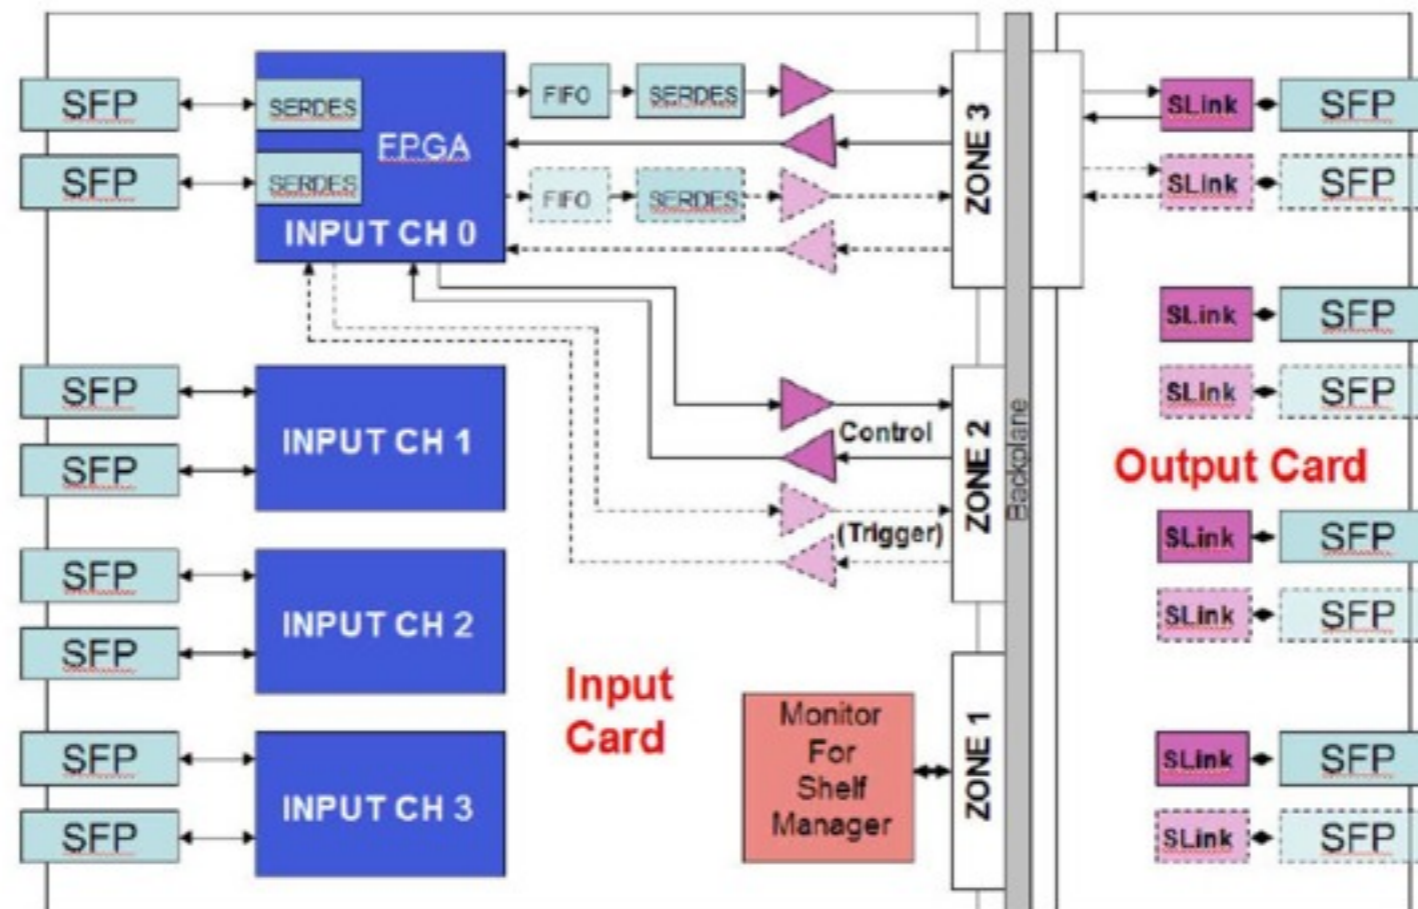 SFP
SERDES
FPGA
SFP
SERDES
INPUT CH 0
FIFO
SERDES
FIFO
SERDES
ZONE 3
SLink
SFP
SLink
SFP
SLink
SFP
SLink
SFP
SFP
SFP
INPUT CH 1
Control
(Trigger)
ZONE 2
Backplane
Output Card
SLink
SFP
SLink
SFP
SFP
SFP
INPUT CH 2
Input
Card
Monitor
For
Shelf
Manager
ZONE 1
SFP
SFP
INPUT CH 3
SLink
SFP
SLink
SFP